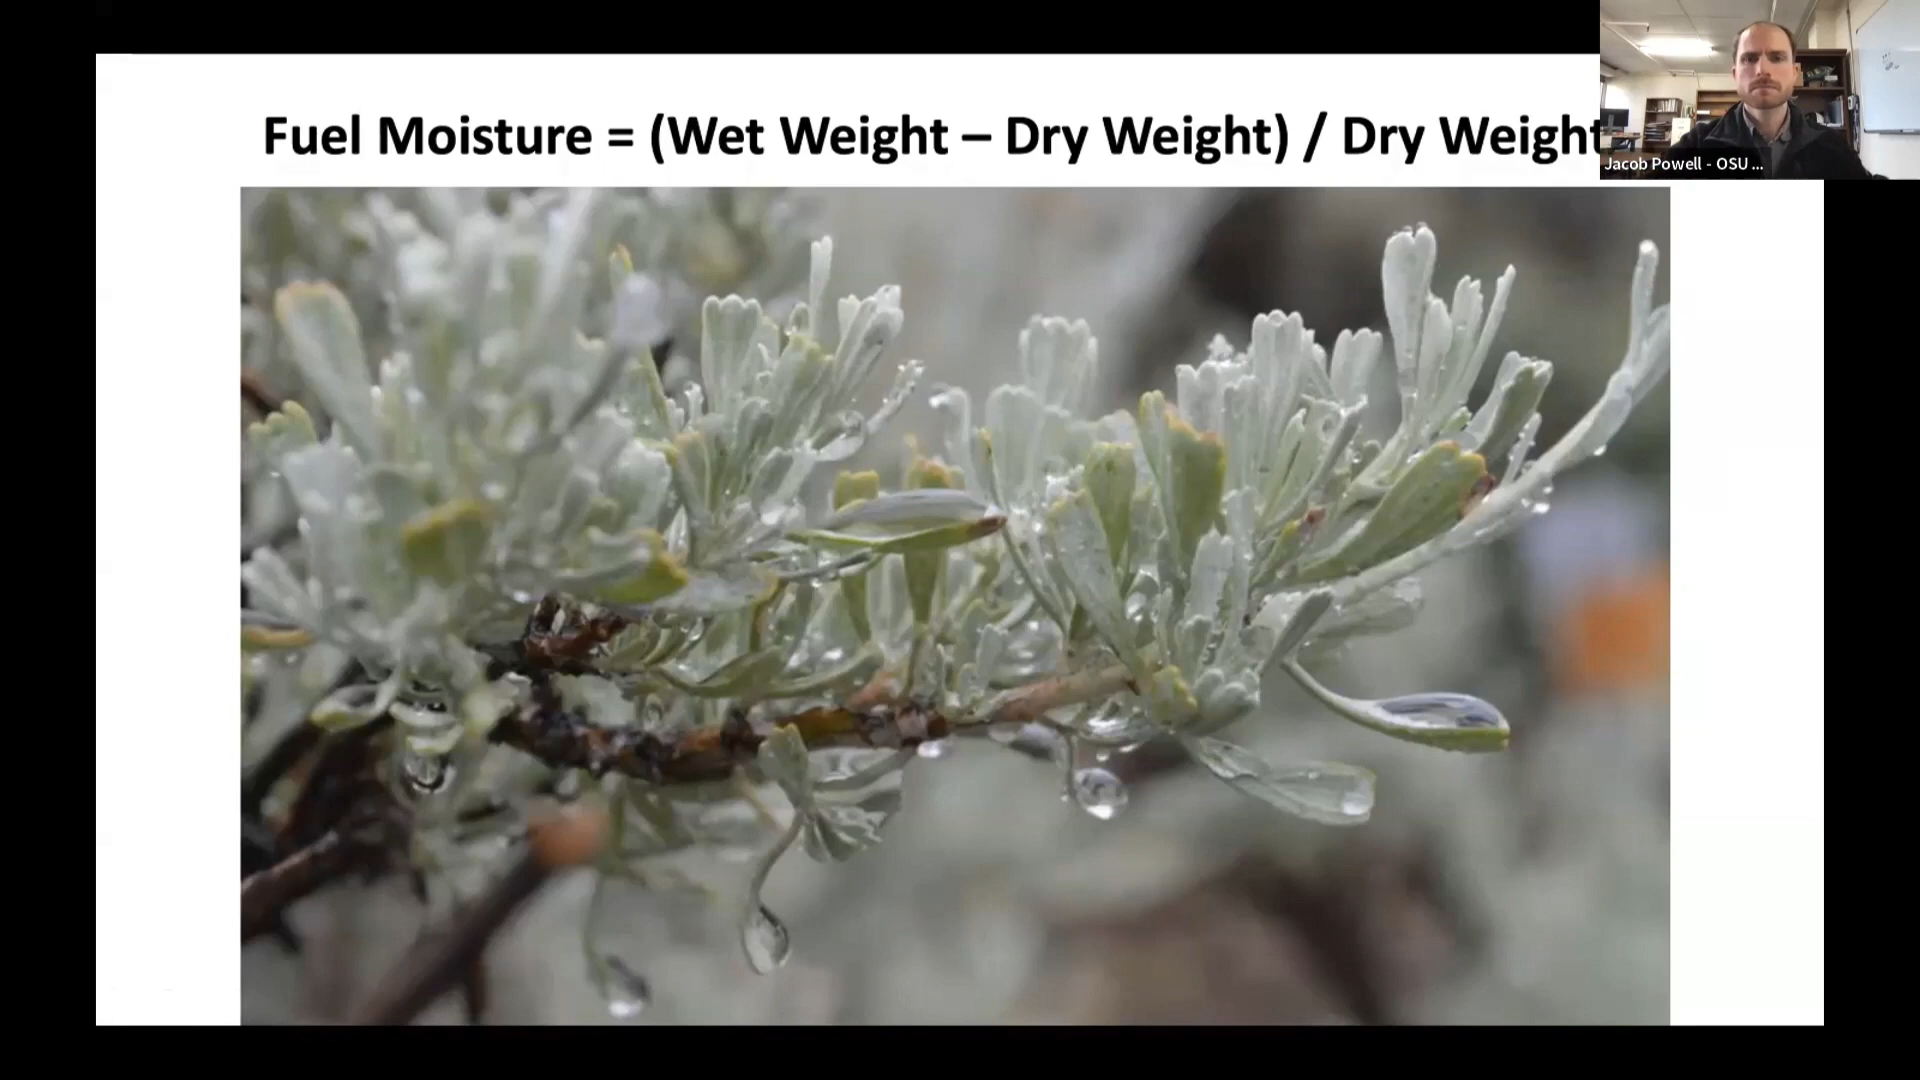 Fuel Moisture = (Wet Weight – Dry Weight) / Dry Weight
Jacob Powell - OSU ...